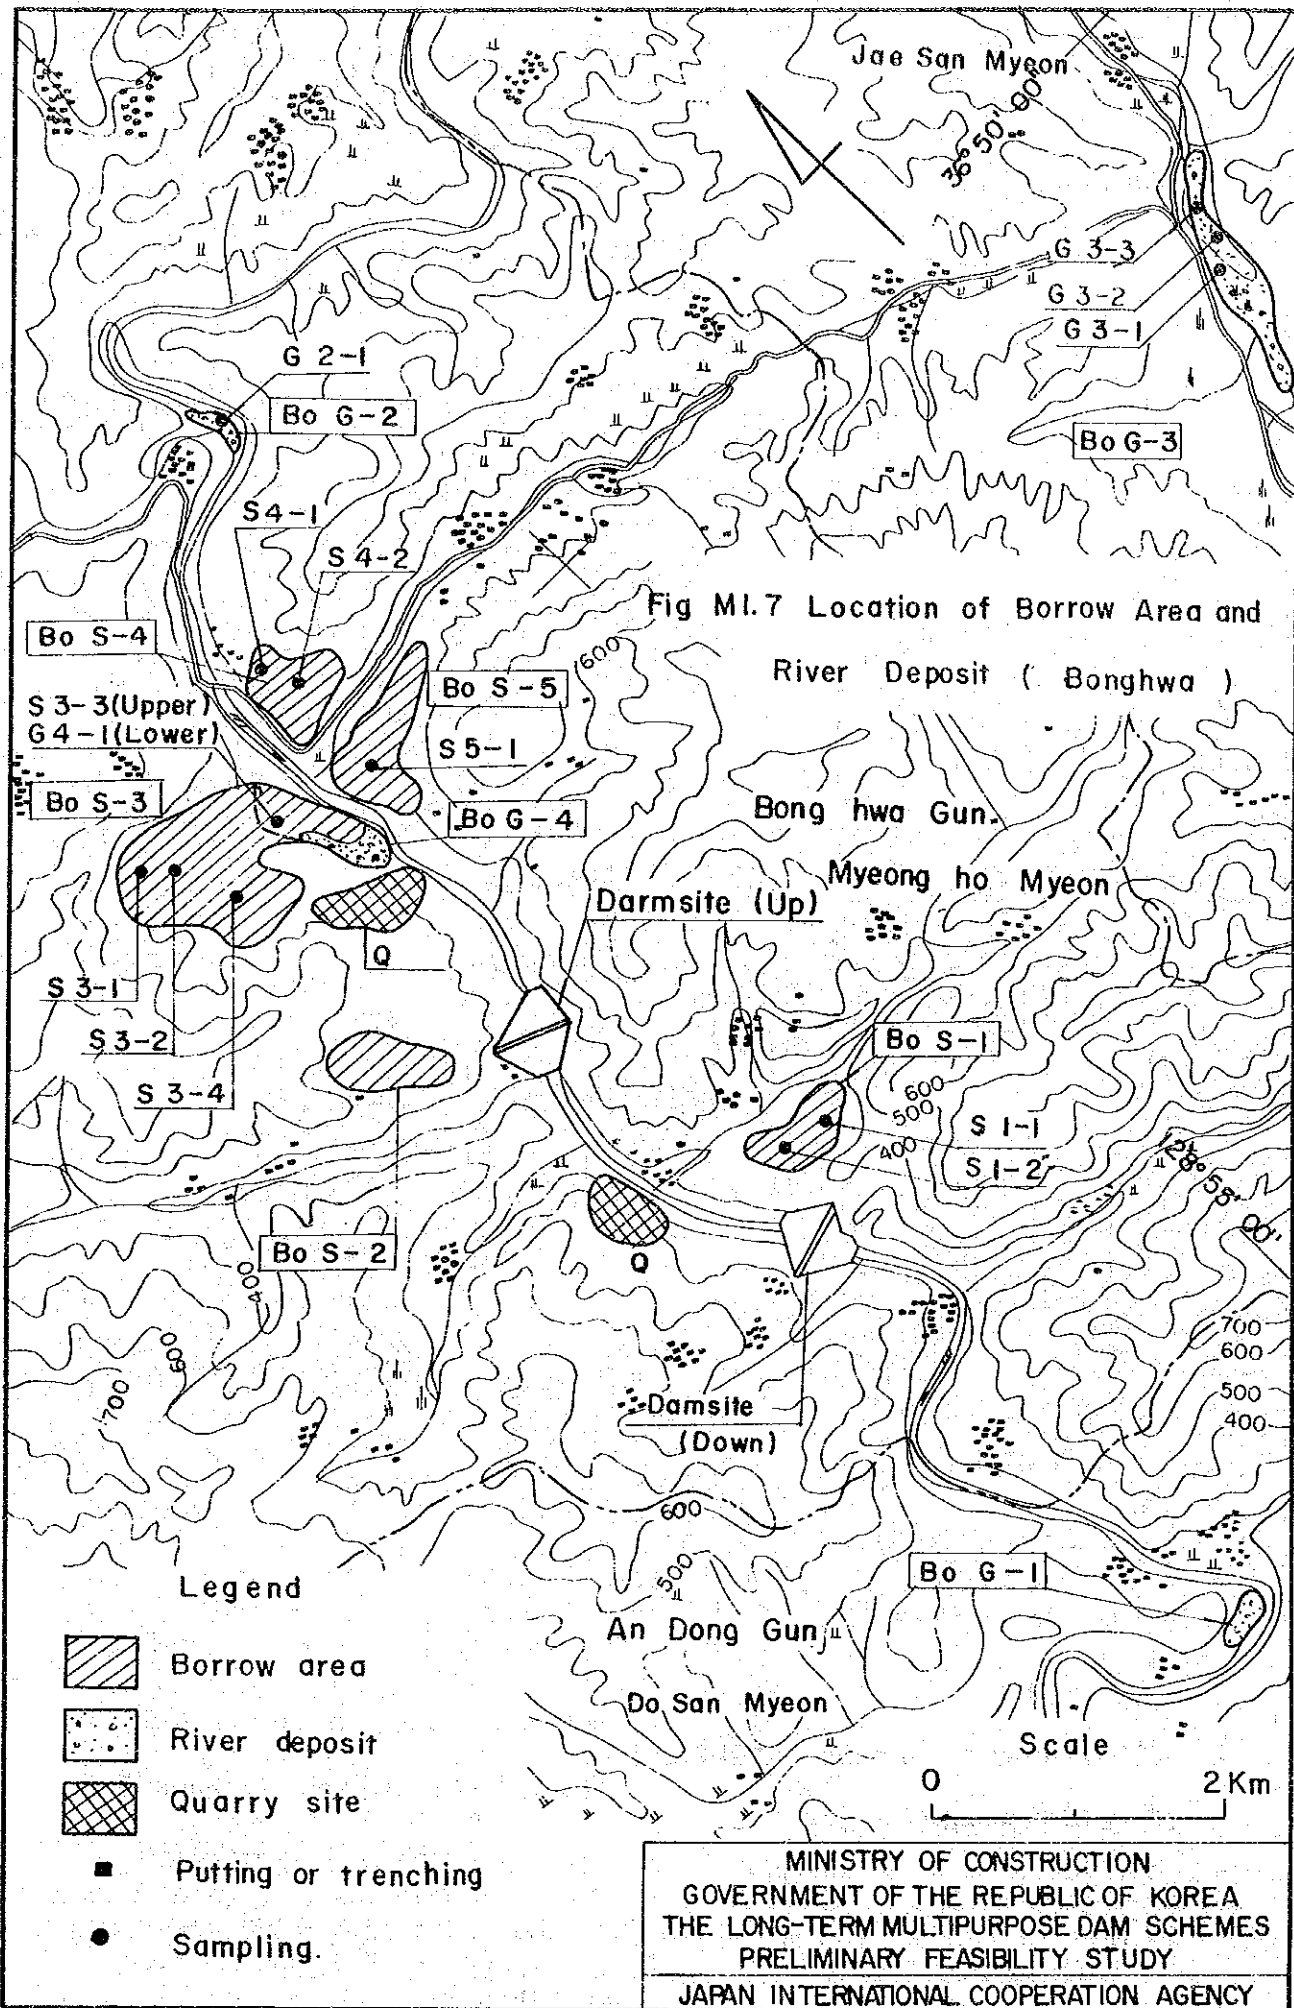 Jae San Myeon
36° 50' 00"
G 3-3
G 3-2
G 3-1
G 2-1
Bo G-2
Bo G-3
S4-1
S 4-2
Fig M1.7 Location of Borrow Area and
River Deposit ( Bonghwa )
Bo S-4
600
Bo S-5
S 3-3(Upper)
G 4-1(Lower)
S 5-1
Bo S-3
Bo G-4
Bong hwa Gun.
Myeong ho Myeon
Darmsite (Up)
Q
S 3-1
S 3-2
S 3-4
Bo S-1
600
500
400
S 1-1
S 1-2
128° 58' 00"
Bo S-2
Q
400
600
700
700
600
500
400
Damsite
(Down)
600
500
Bo G-1
An Dong Gun
Do San Myeon
Legend
Borrow area
River deposit
Quarry site
Putting or trenching
Sampling.
Scale
0 2 Km
MINISTRY OF CONSTRUCTION
GOVERNMENT OF THE REPUBLIC OF KOREA
THE LONG-TERM MULTIPURPOSE DAM SCHEMES
PRELIMINARY FEASIBILITY STUDY
JAPAN INTERNATIONAL COOPERATION AGENCY